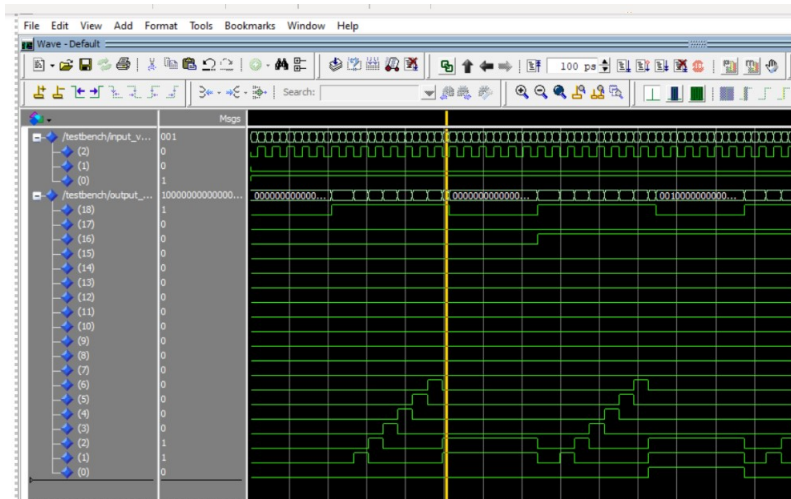 File Edit View Add Format Tools Bookmarks Window Help
Wave - Default
100 ps
Search:
Msgs
/testbench/input_v... 001
(2) 0
(1) 0
(0) 1
/testbench/output_... 10000000000000...
000000000000... 0000000000000... 0010000000000...
(18) 1
(17) 0
(16) 0
(15) 0
(14) 0
(13) 0
(12) 0
(11) 0
(10) 0
(9) 0
(8) 0
(7) 0
(6) 0
(5) 0
(4) 0
(3) 0
(2) 1
(1) 1
(0) 0